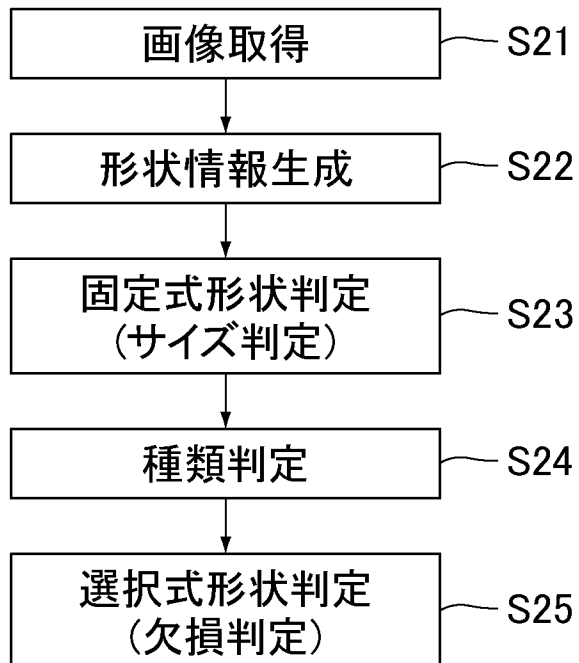 画像取得
S21
形状情報生成
S22
固定式形状判定
(サイズ判定)
S23
種類判定
S24
選択式形状判定
(欠損判定)
S25